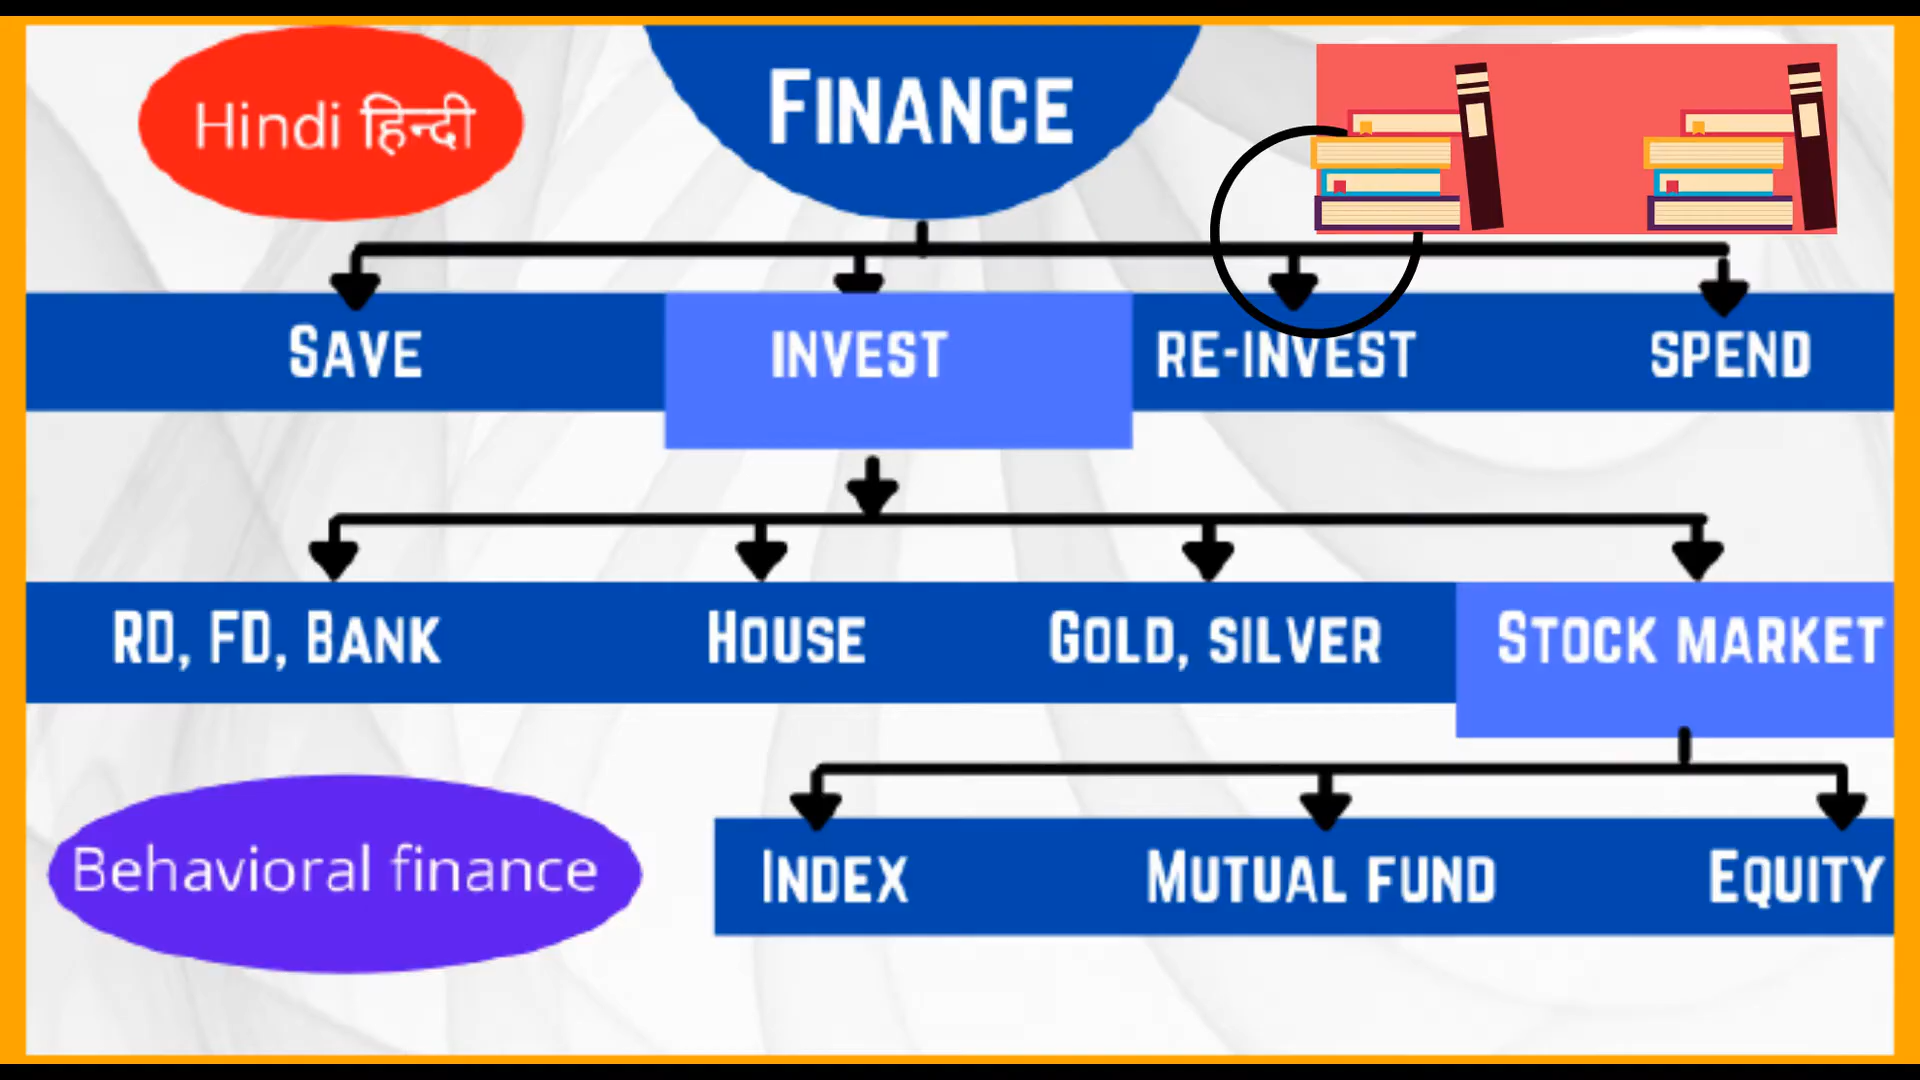 Hindi हिन्दी
FINANCE
SAVE
INVEST
RE-INVEST
SPEND
RD, FD, BANK
HOUSE
GOLD, SILVER
STOCK MARKET
Behavioral finance
INDEX
MUTUAL FUND
EQUITY